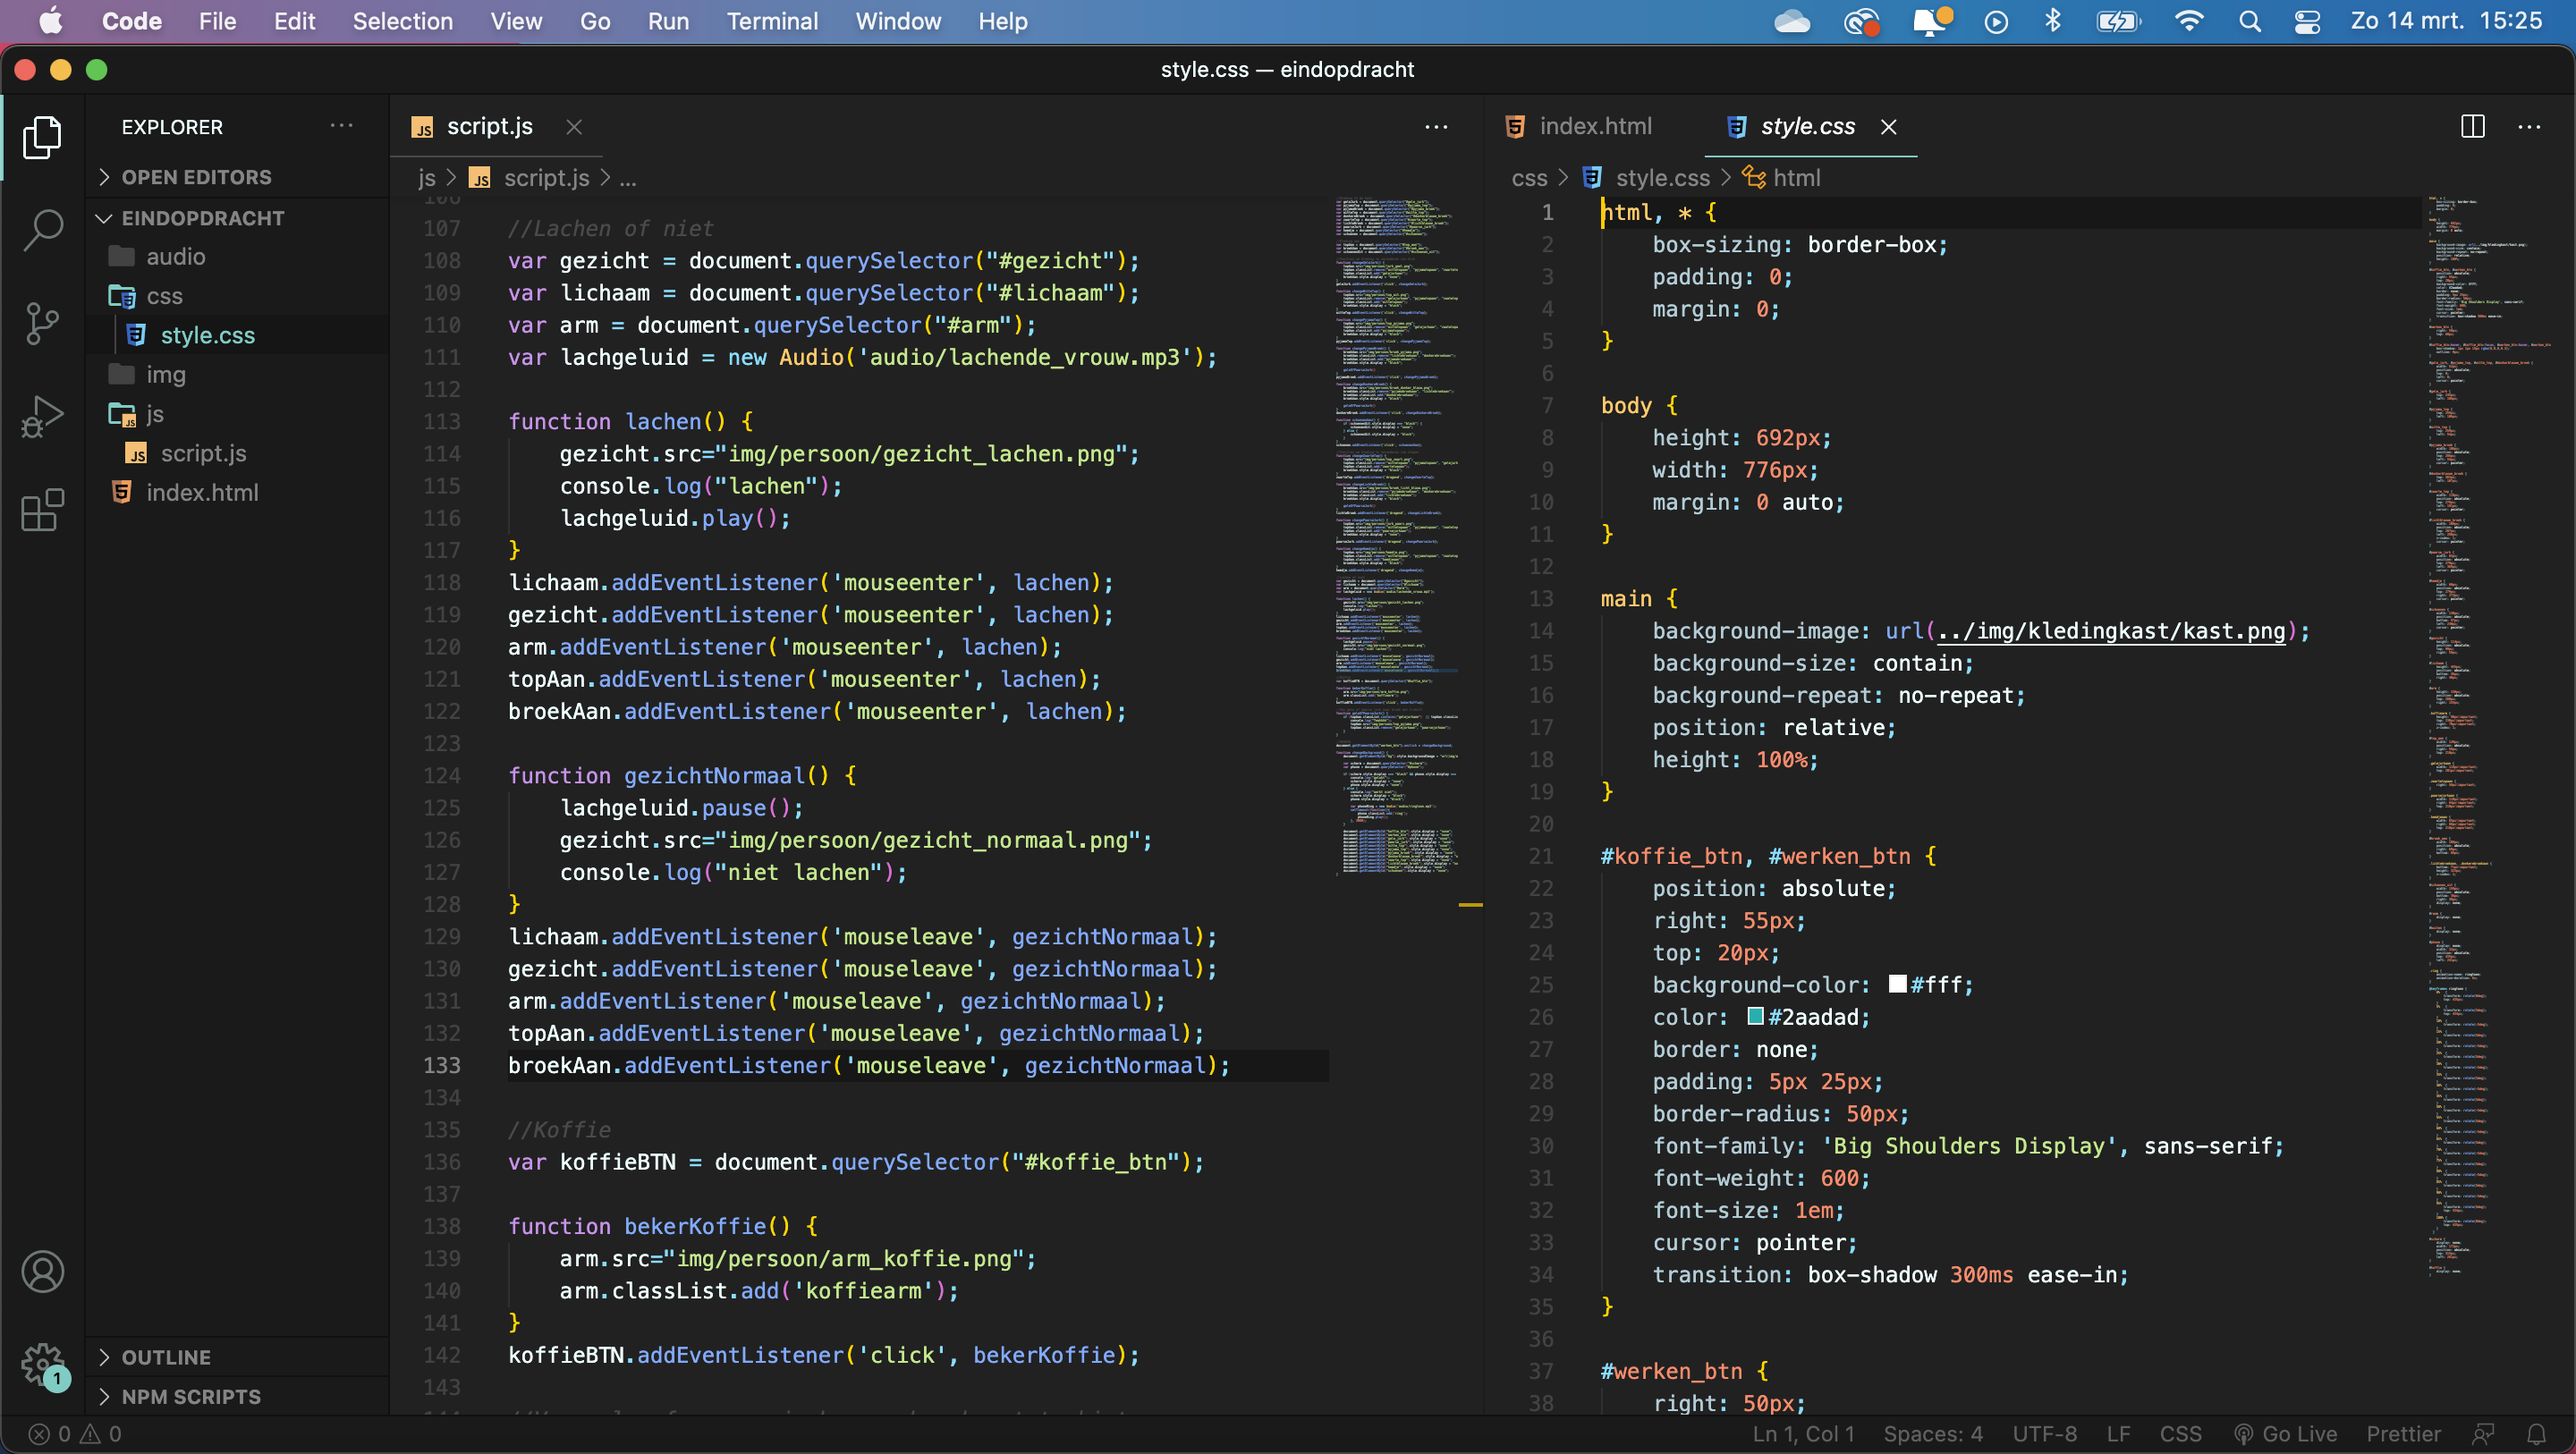 Code File Edit Selection View Go Run Terminal Window Help Zo 14 mrt. 15:25
style.css — eindopdracht
EXPLORER
OPEN EDITORS
EINDOPDRACHT
audio
css
style.css
img
js
script.js
index.html
OUTLINE
NPM SCRIPTS
script.js
js > script.js > ...
106
107 //Lachen of niet
108 var gezicht = document.querySelector("#gezicht");
109 var lichaam = document.querySelector("#lichaam");
110 var arm = document.querySelector("#arm");
111 var lachgeluid = new Audio('audio/lachende_vrouw.mp3');
112
113 function lachen() {
114 gezicht.src="img/persoon/gezicht_lachen.png";
115 console.log("lachen");
116 lachgeluid.play();
117 }
118 lichaam.addEventListener('mouseenter', lachen);
119 gezicht.addEventListener('mouseenter', lachen);
120 arm.addEventListener('mouseenter', lachen);
121 topAan.addEventListener('mouseenter', lachen);
122 broekAan.addEventListener('mouseenter', lachen);
123
124 function gezichtNormaal() {
125 lachgeluid.pause();
126 gezicht.src="img/persoon/gezicht_normaal.png";
127 console.log("niet lachen");
128 }
129 lichaam.addEventListener('mouseleave', gezichtNormaal);
130 gezicht.addEventListener('mouseleave', gezichtNormaal);
131 arm.addEventListener('mouseleave', gezichtNormaal);
132 topAan.addEventListener('mouseleave', gezichtNormaal);
133 broekAan.addEventListener('mouseleave', gezichtNormaal);
134
135 //Koffie
136 var koffieBTN = document.querySelector("#koffie_btn");
137
138 function bekerKoffie() {
139 arm.src="img/persoon/arm_koffie.png";
140 arm.classList.add('koffiearm');
141 }
142 koffieBTN.addEventListener('click', bekerKoffie);
143
index.html style.css
css > style.css > html
1 html, * {
2 box-sizing: border-box;
3 padding: 0;
4 margin: 0;
5 }
6
7 body {
8 height: 692px;
9 width: 776px;
10 margin: 0 auto;
11 }
12
13 main {
14 background-image: url(../img/kledingkast/kast.png);
15 background-size: contain;
16 background-repeat: no-repeat;
17 position: relative;
18 height: 100%;
19 }
20
21 #koffie_btn, #werken_btn {
22 position: absolute;
23 right: 55px;
24 top: 20px;
25 background-color: #fff;
26 color: #2aadad;
27 border: none;
28 padding: 5px 25px;
29 border-radius: 50px;
30 font-family: 'Big Shoulders Display', sans-serif;
31 font-weight: 600;
32 font-size: 1em;
33 cursor: pointer;
34 transition: box-shadow 300ms ease-in;
35 }
36
37 #werken_btn {
38 right: 50px;
1
0 0 Ln 1, Col 1 Spaces: 4 UTF-8 LF CSS Go Live Prettier